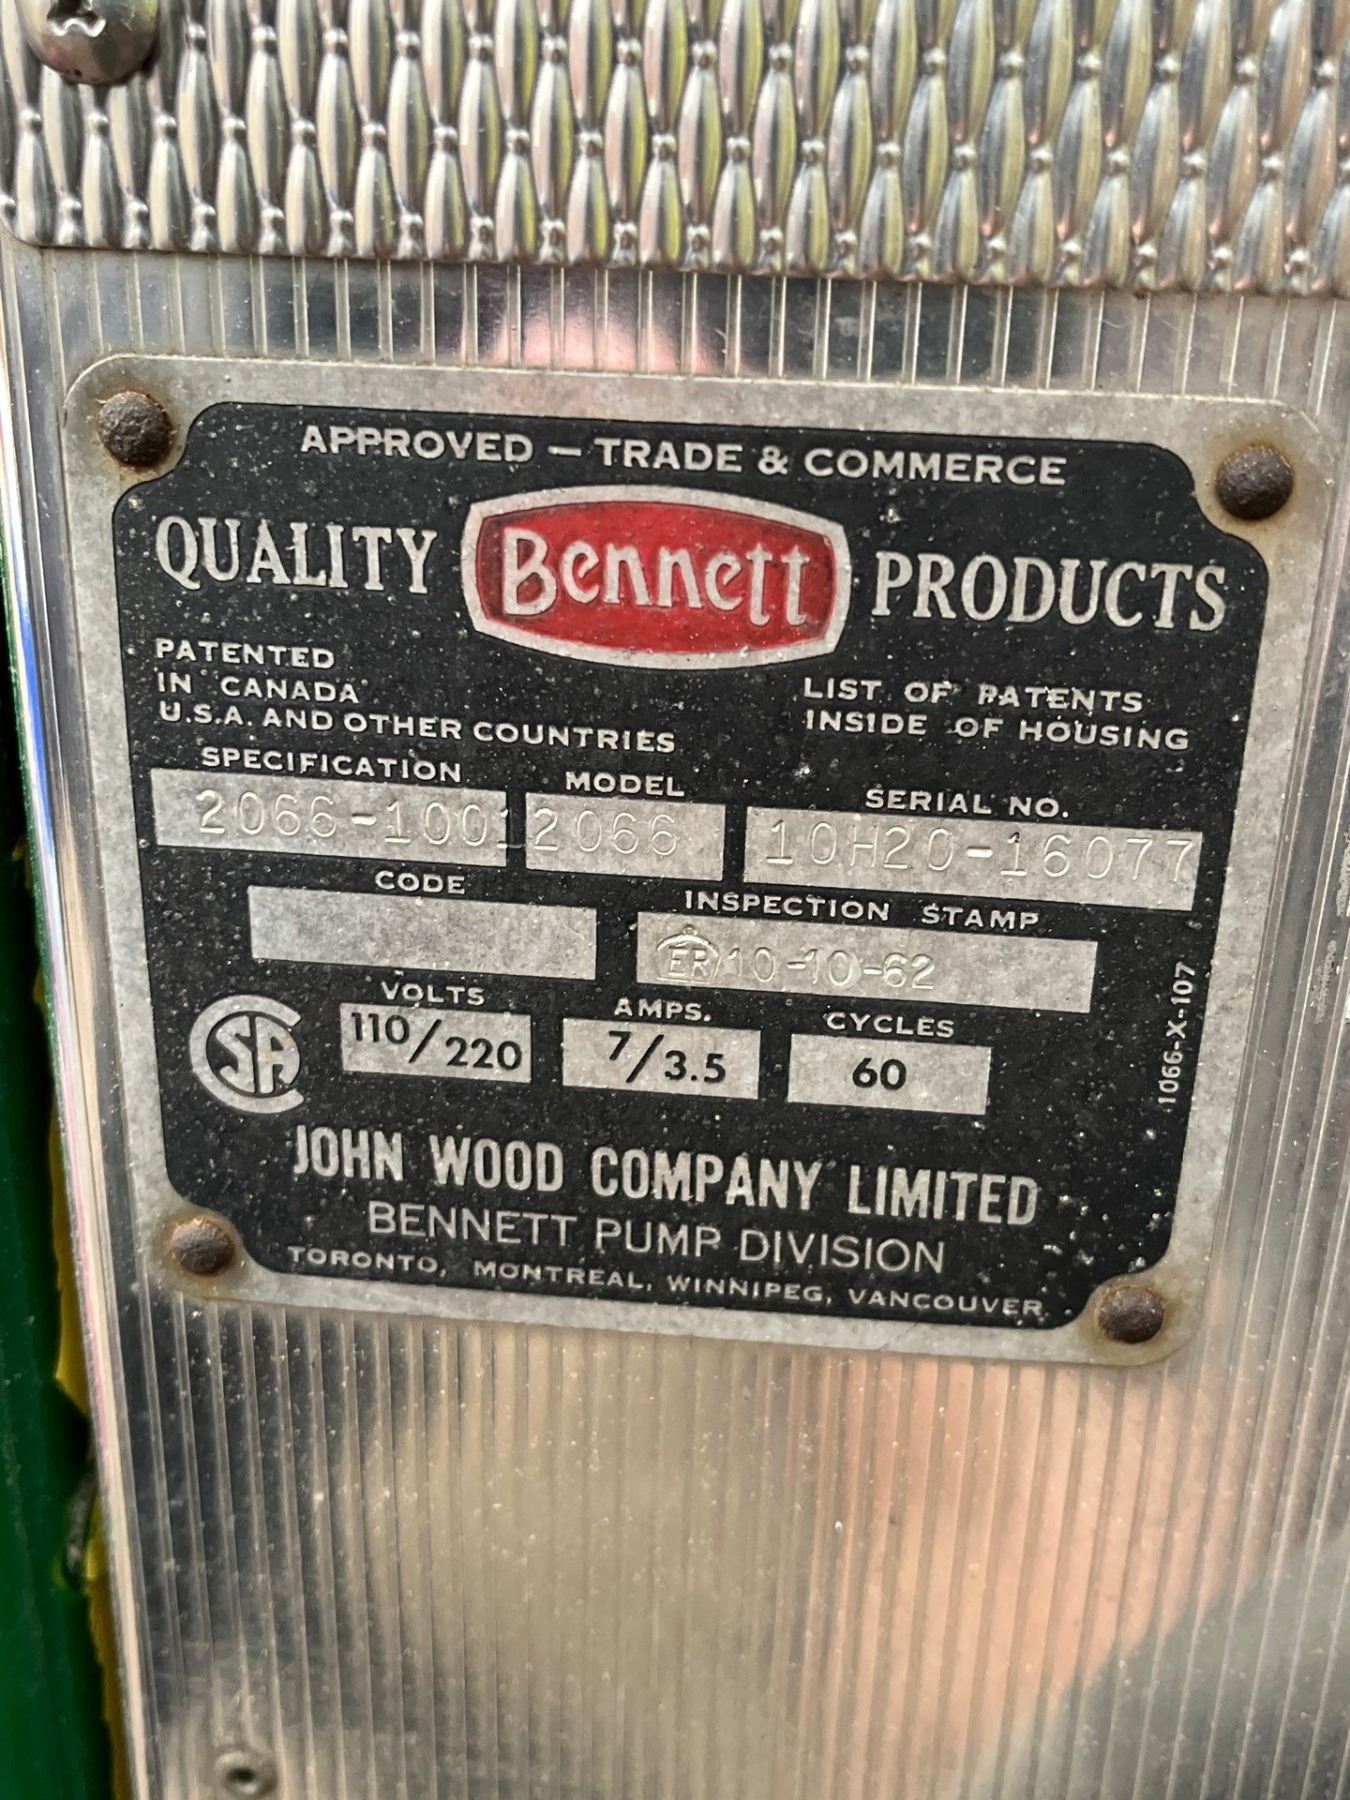 APPROVED — TRADE & COMMERCE
QUALITY Bennett PRODUCTS
PATENTED
IN CANADA
U.S.A. AND OTHER COUNTRIES
LIST OF PATENTS
INSIDE OF HOUSING
SPECIFICATION MODEL SERIAL NO.
2066-1001 2066 10H20-16077
CODE INSPECTION STAMP
ER 10-10-62
VOLTS AMPS. CYCLES
CSA 110/220 7/3.5 60
1066-X-107
JOHN WOOD COMPANY LIMITED
BENNETT PUMP DIVISION
TORONTO, MONTREAL, WINNIPEG, VANCOUVER